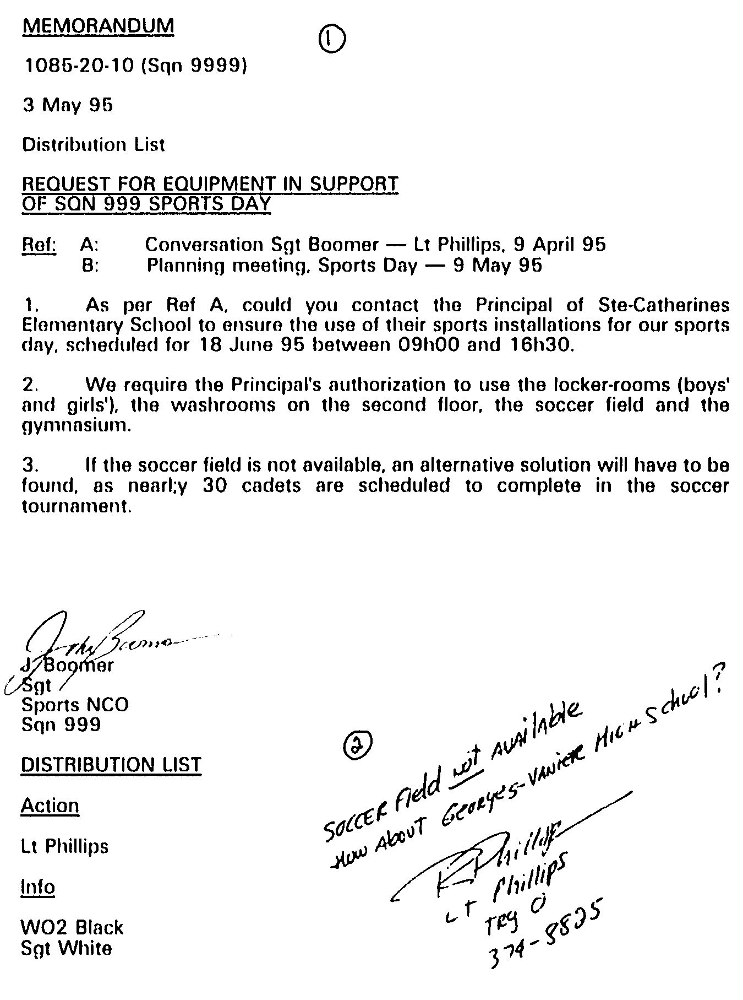 MEMORANDUM
1
1085-20-10 (Sqn 9999)
3 May 95
Distribution List
REQUEST FOR EQUIPMENT IN SUPPORT
OF SQN 999 SPORTS DAY
Ref: A: Conversation Sgt Boomer — Lt Phillips, 9 April 95
B: Planning meeting, Sports Day — 9 May 95
1. As per Ref A, could you contact the Principal of Ste-Catherines
Elementary School to ensure the use of their sports installations for our sports
day, scheduled for 18 June 95 between 09h00 and 16h30.
2. We require the Principal's authorization to use the locker-rooms (boys'
and girls'), the washrooms on the second floor, the soccer field and the
gymnasium.
3. If the soccer field is not available, an alternative solution will have to be
found, as nearl;y 30 cadets are scheduled to complete in the soccer
tournament.
J Boomer
Sgt
Sports NCO
Sqn 999
DISTRIBUTION LIST
Action
Lt Phillips
Info
WO2 Black
Sgt White
2
SOCCER Field not AVAilABle
How ABOUT GEORGES-VANIER HIGH School?
Phillips
LT Phillips
TRG O
374-8825